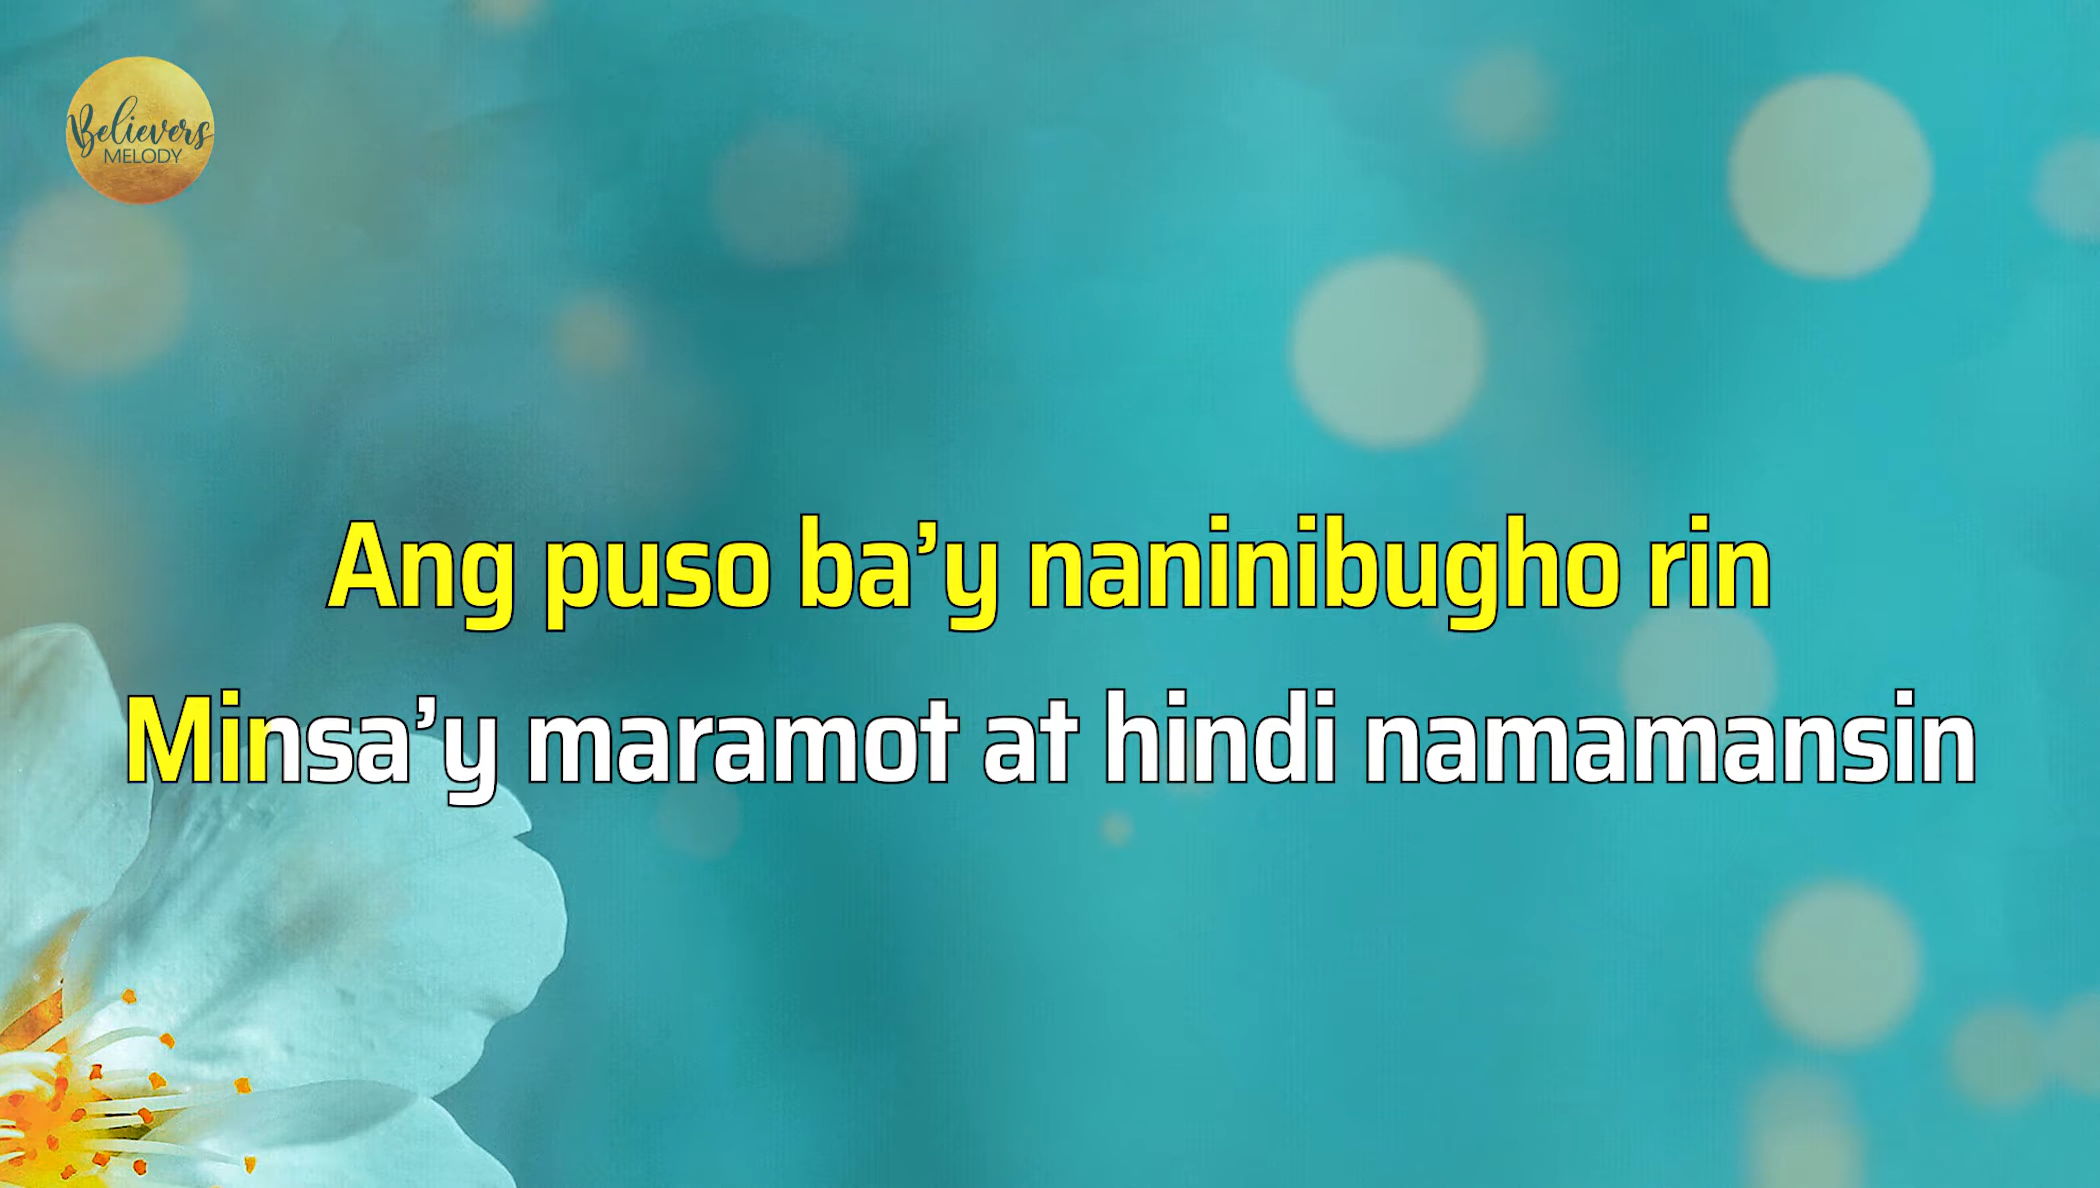 Believers
MELODY
Ang puso ba’y naninibugho rin
Minsa’y maramot at hindi namamansin